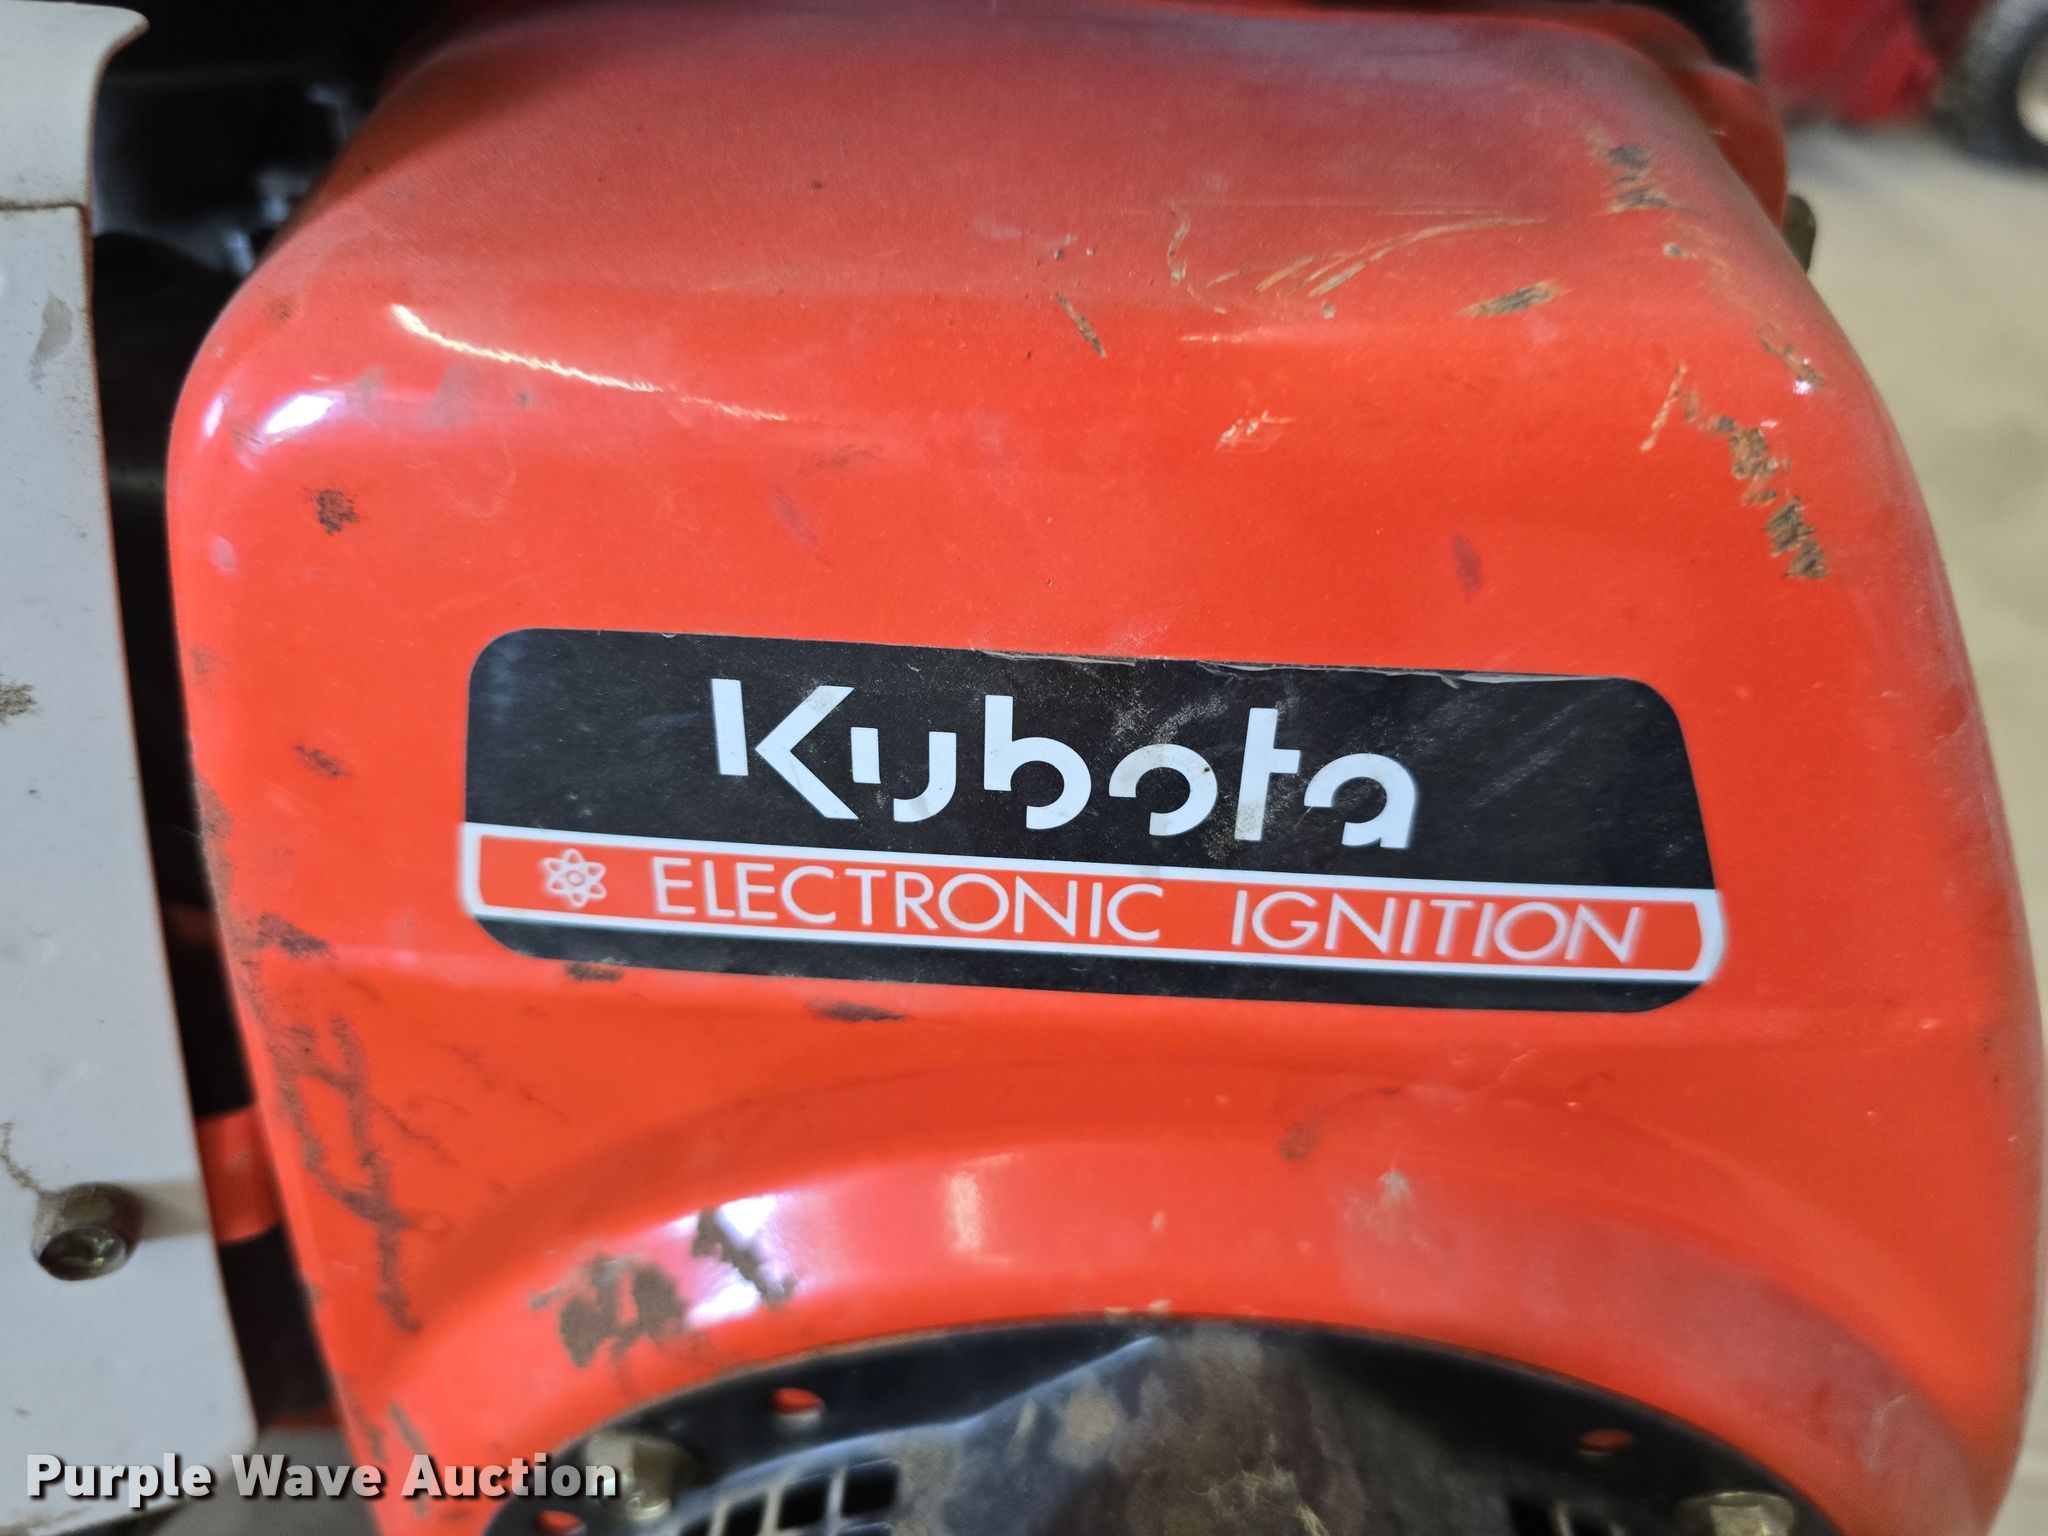 Kubota
ELECTRONIC IGNITION
Purple Wave Auction